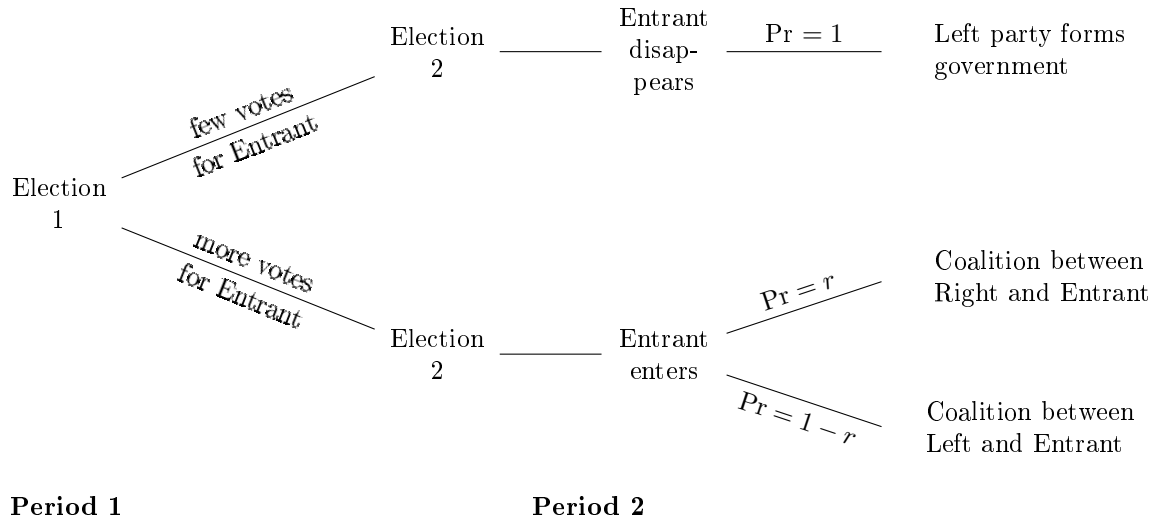 Election
1
few votes
for Entrant
more votes
for Entrant
Election
2
Entrant
disap-
pears
Pr = 1
Left party forms
government
Election
2
Entrant
enters
Pr = r
Coalition between
Right and Entrant
Pr = 1 − r
Coalition between
Left and Entrant
Period 1
Period 2